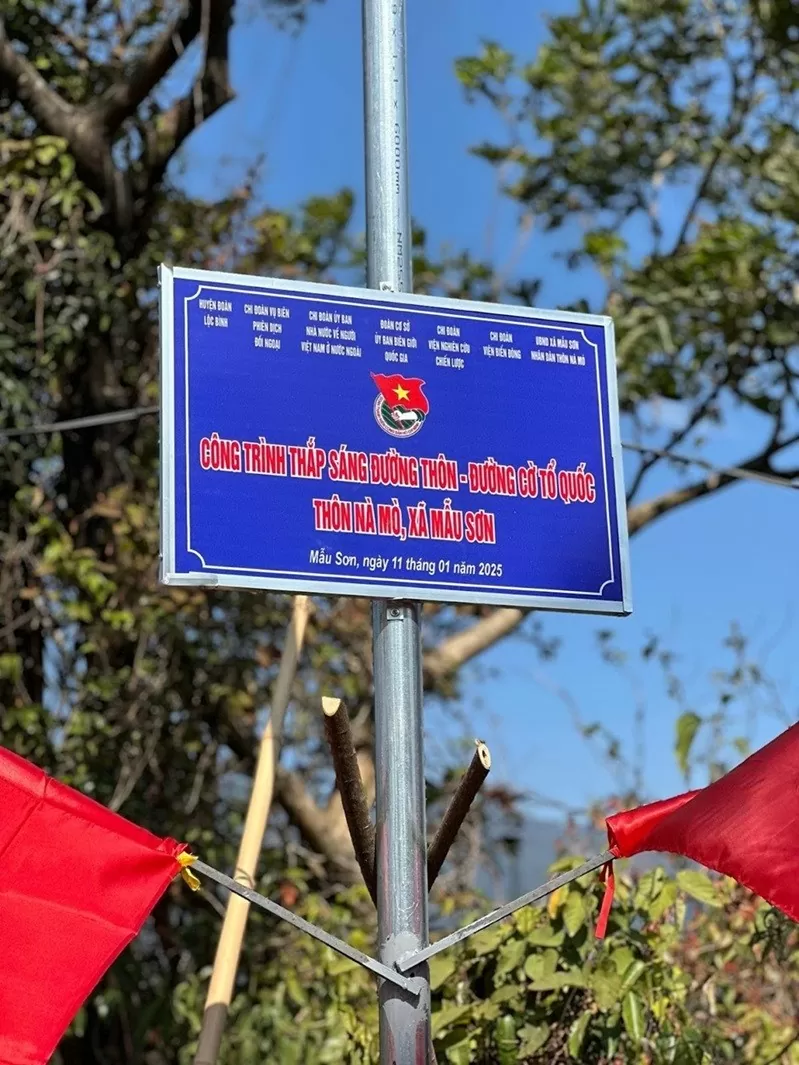 HUYỆN ĐOÀN
LỘC BÌNH
CHI ĐOÀN VỤ BIÊN
PHIÊN DỊCH
ĐỐI NGOẠI
CHI ĐOÀN ỦY BAN
NHÀ NƯỚC VỀ NGƯỜI
VIỆT NAM Ở NƯỚC NGOÀI
ĐOÀN CƠ SỞ
ỦY BAN BIÊN GIỚI
QUỐC GIA
CHI ĐOÀN
VIỆN NGHIÊN CỨU
CHIẾN LƯỢC
CHI ĐOÀN
VIỆN BIỂN ĐÔNG
UBND XÃ MẪU SƠN
NHÂN DÂN THÔN NÀ MÒ
CÔNG TRÌNH THẮP SÁNG ĐƯỜNG THÔN - ĐƯỜNG CỜ TỔ QUỐC
THÔN NÀ MÒ, XÃ MẪU SƠN
Mẫu Sơn, ngày 11 tháng 01 năm 2025